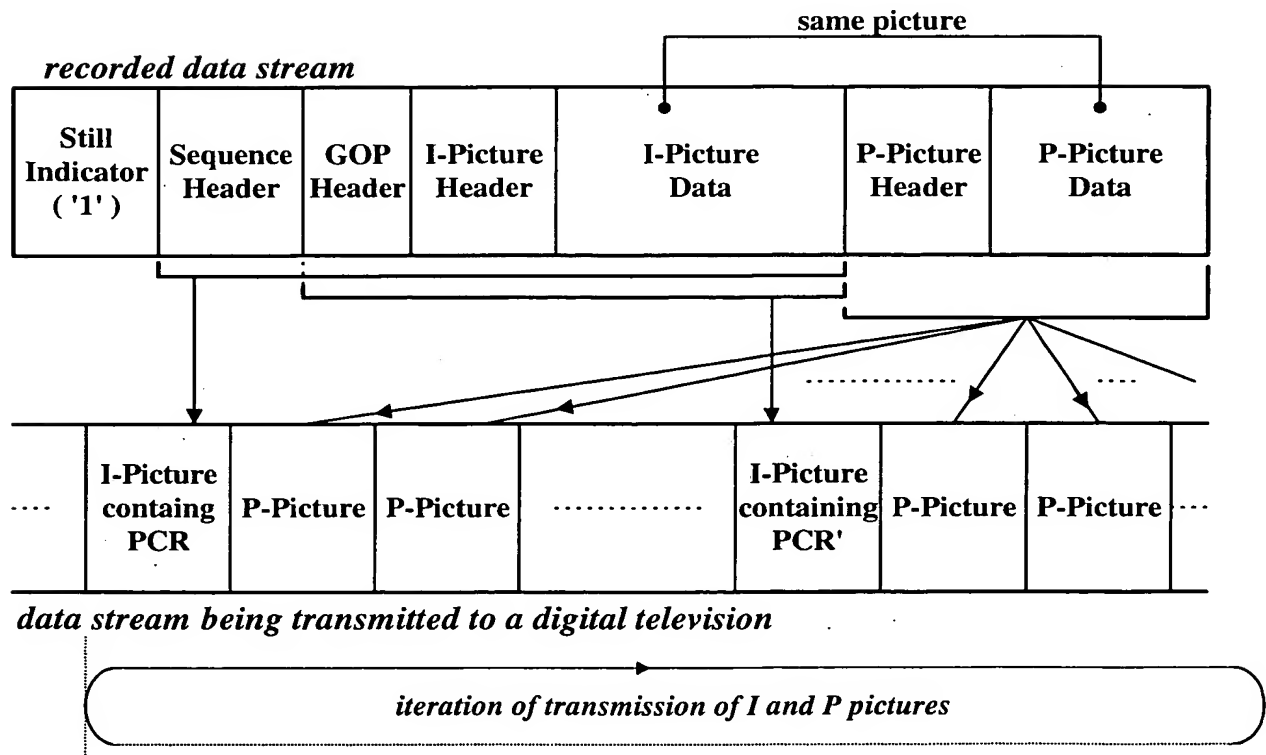 same picture
recorded data stream
Still
Indicator
( '1' )
Sequence
Header
GOP
Header
I-Picture
Header
I-Picture
Data
P-Picture
Header
P-Picture
Data
I-Picture
containg
PCR
P-Picture
P-Picture
I-Picture
containing
PCR'
P-Picture
P-Picture
data stream being transmitted to a digital television
iteration of transmission of I and P pictures